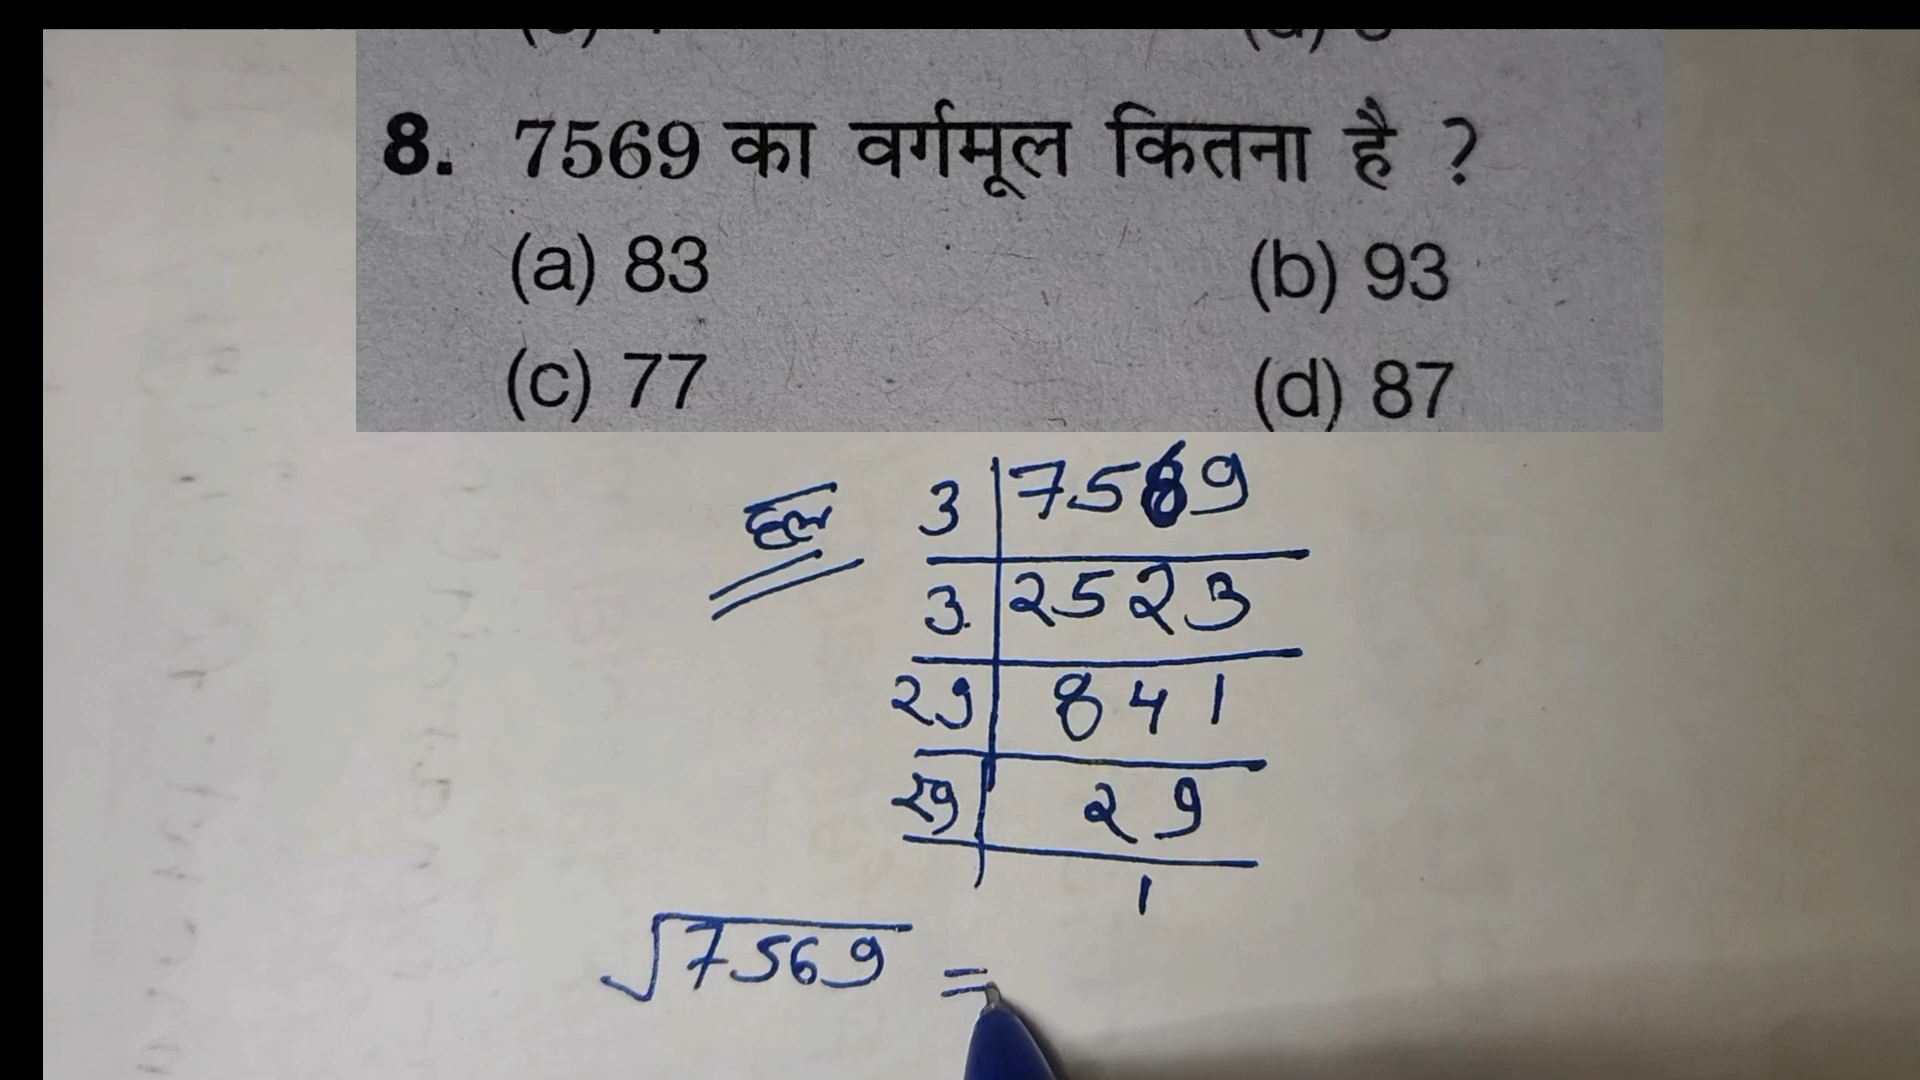 8. 7569 का वर्गमूल कितना है ?
(a) 83 (b) 93
(c) 77 (d) 87
हल 3 7569
3 2523
29 841
29 29
1
√7569 =